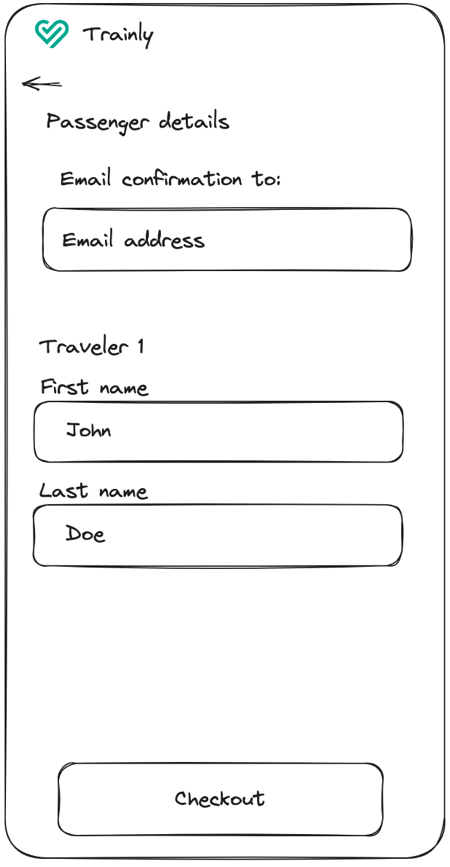 Trainly
Passenger details
Email confirmation to:
Email address
Traveler 1
First name
John
Last name
Doe
Checkout